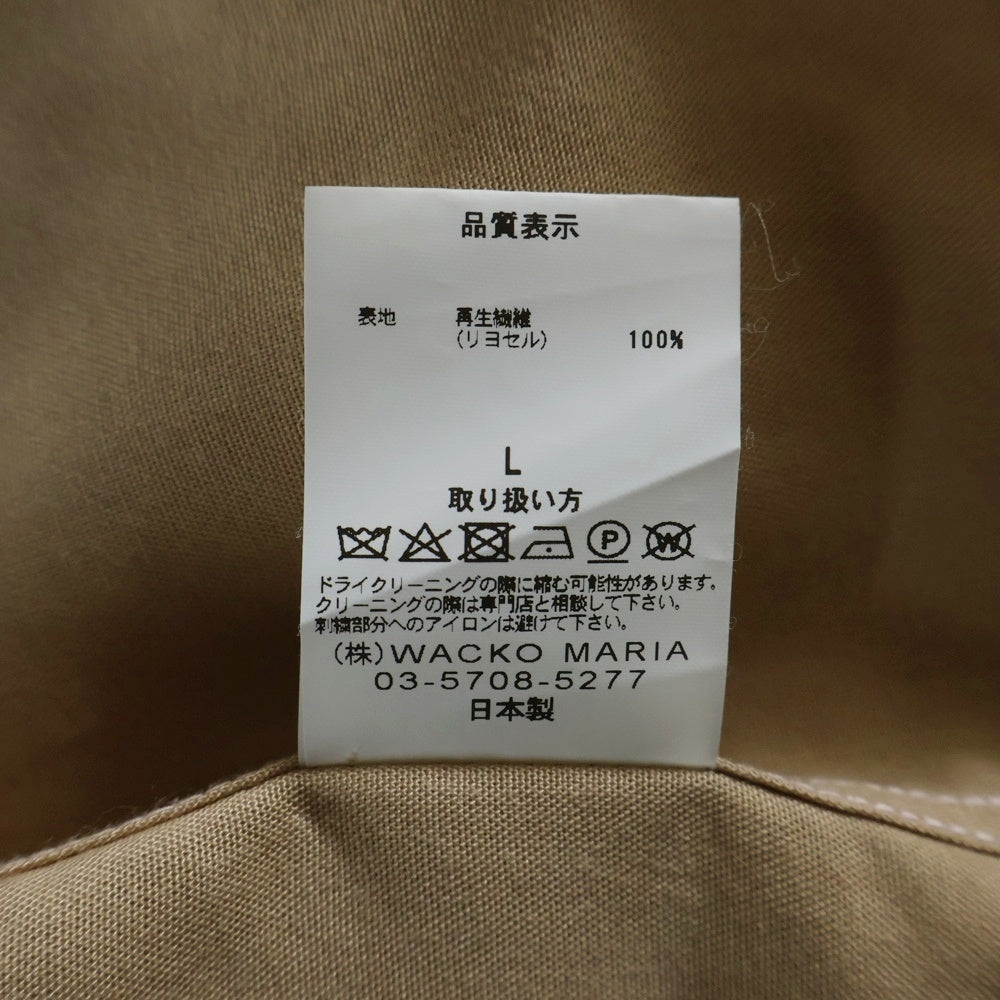 品質表示
表地 再生繊維
(リヨセル) 100%
L
取り扱い方
P W
ドライクリーニングの際に縮む可能性があります。
クリーニングの際は専門店と相談して下さい。
刺繍部分へのアイロンは避けて下さい。
(株)WACKO MARIA
03-5708-5277
日本製